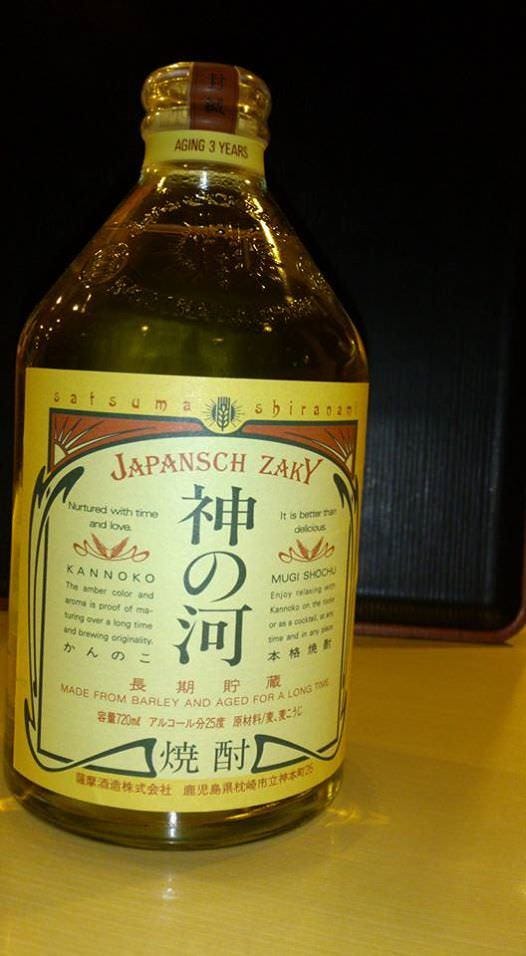 封緘
AGING 3 YEARS
satsuma shiranami
JAPANSCH ZAKY
神の河
Nurtured with time
and love.
KANNOKO
The amber color and
aroma is proof of ma-
turing over a long time
and brewing originality.
かんのこ
It is better than
delicious.
MUGI SHOCHU
Enjoy relaxing with
Kannoko on the rocks
or as a cocktail, at any
time and in any place.
本格焼酎
長期貯蔵
MADE FROM BARLEY AND AGED FOR A LONG TIME.
容量720ml アルコール分25度 原材料/麦、麦こうじ
焼酎
薩摩酒造株式会社 鹿児島県枕崎市立神本町26